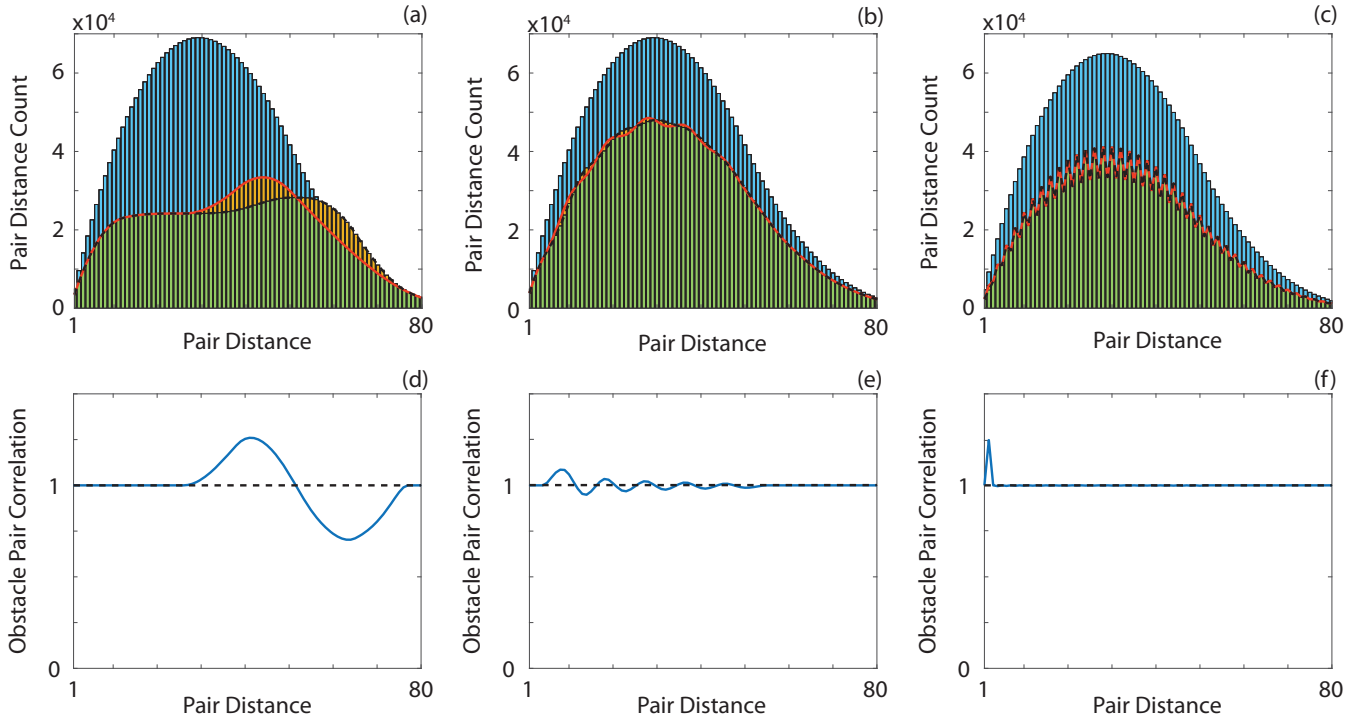 (a)
x10⁴
Pair Distance Count
6
4
2
0
1
80
Pair Distance
(b)
x10⁴
Pair Distance Count
6
4
2
0
1
80
Pair Distance
(c)
x10⁴
Pair Distance Count
6
4
2
0
1
80
Pair Distance
(d)
Obstacle Pair Correlation
1
0
1
80
Pair Distance
(e)
Obstacle Pair Correlation
1
0
1
80
Pair Distance
(f)
Obstacle Pair Correlation
1
0
1
80
Pair Distance